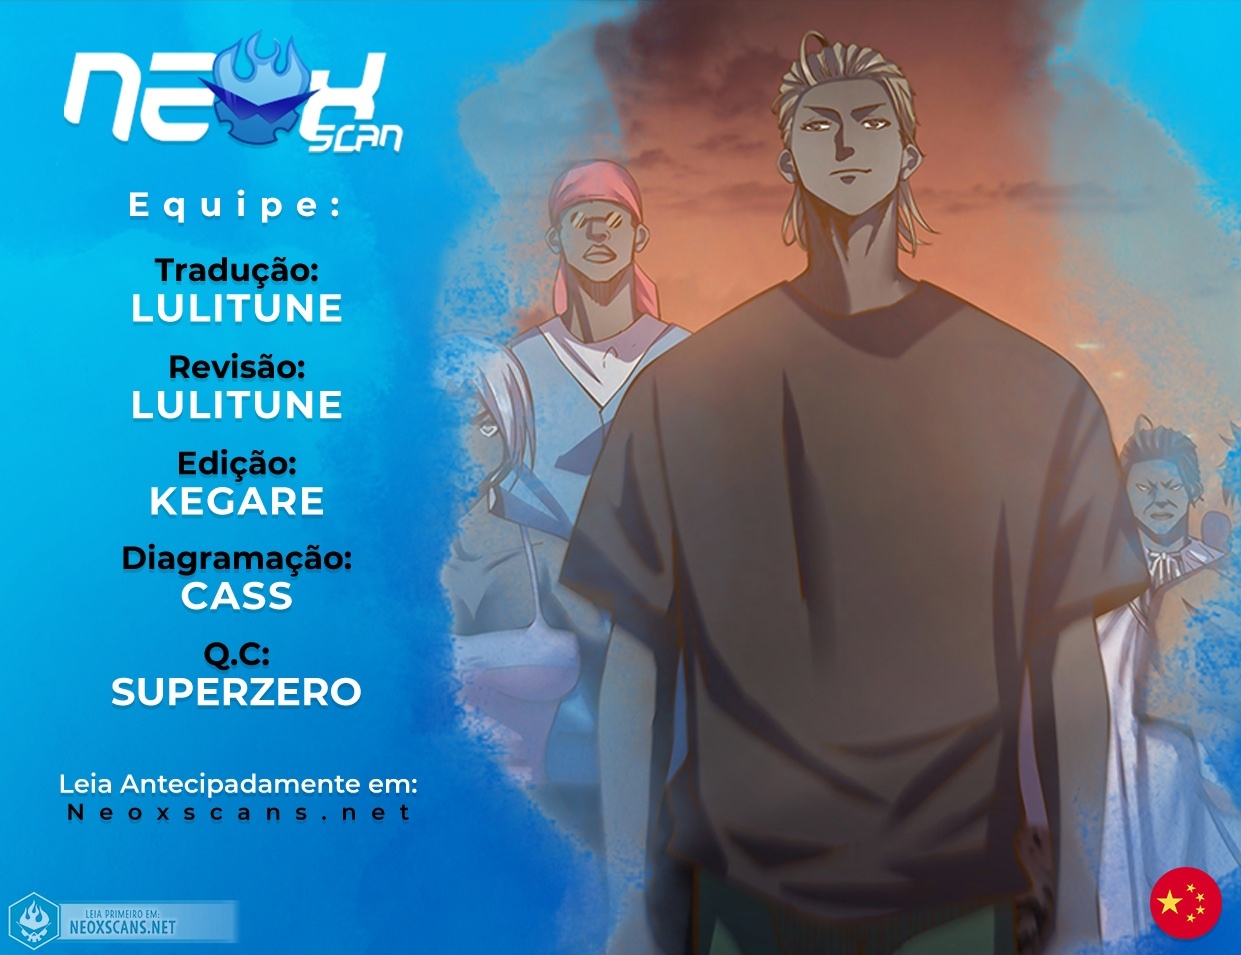 NEOX
SCAN
Equipe:
Tradução:
LULITUNE
Revisão:
LULITUNE
Edição:
KEGARE
Diagramação:
CASS
Q.C:
SUPERZERO
Leia Antecipadamente em:
Neoxscans.net
LEIA PRIMEIRO EM:
NEOXSCANS.NET